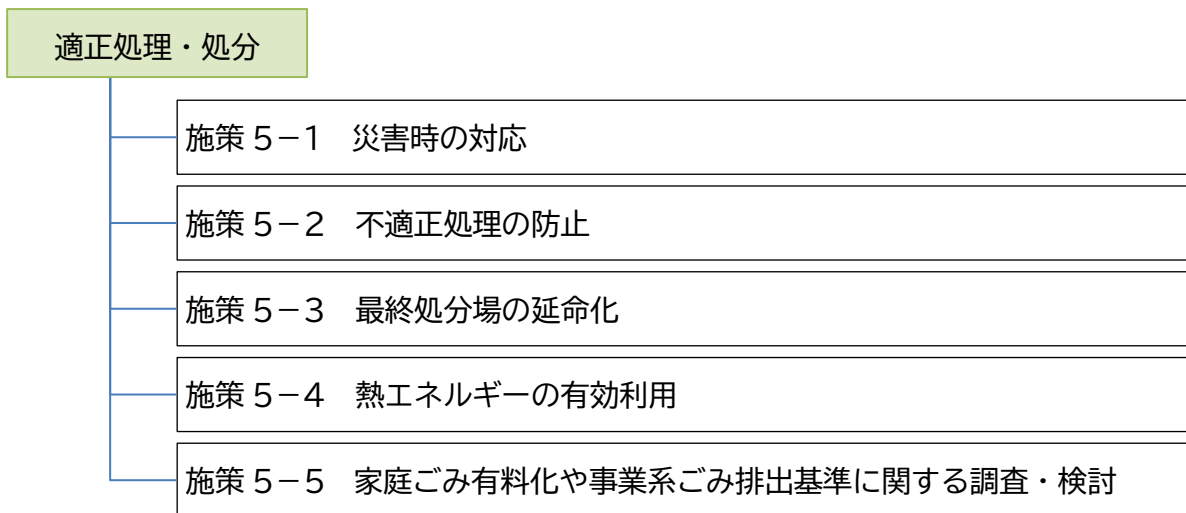 適正処理・処分
施策５－１　災害時の対応
施策５－２　不適正処理の防止
施策５－３　最終処分場の延命化
施策５－４　熱エネルギーの有効利用
施策５－５　家庭ごみ有料化や事業系ごみ排出基準に関する調査・検討